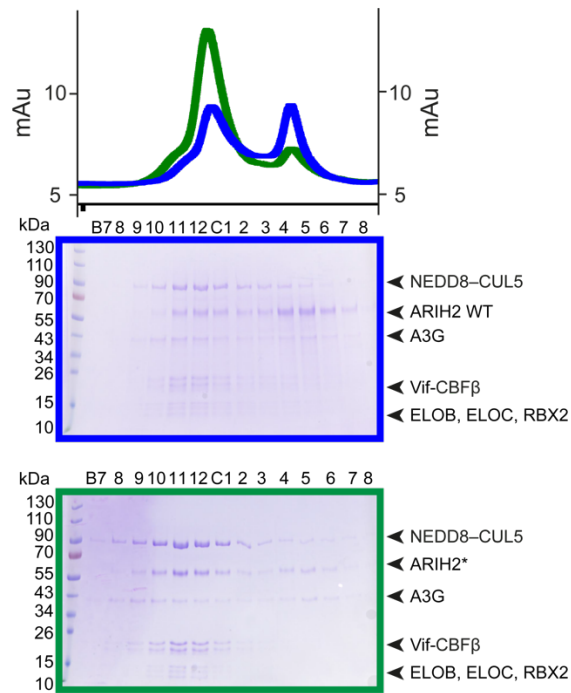 mAu
10
5
10
5
mAu
kDa
B7 8 9 10 11 12 C1 2 3 4 5 6 7 8
130
110
90
70
55
43
34
26
15
10
NEDD8–CUL5
ARIH2 WT
A3G
Vif-CBFβ
ELOB, ELOC, RBX2
kDa
B7 8 9 10 11 12 C1 2 3 4 5 6 7 8
130
110
90
70
55
43
34
26
15
10
NEDD8–CUL5
ARIH2*
A3G
Vif-CBFβ
ELOB, ELOC, RBX2